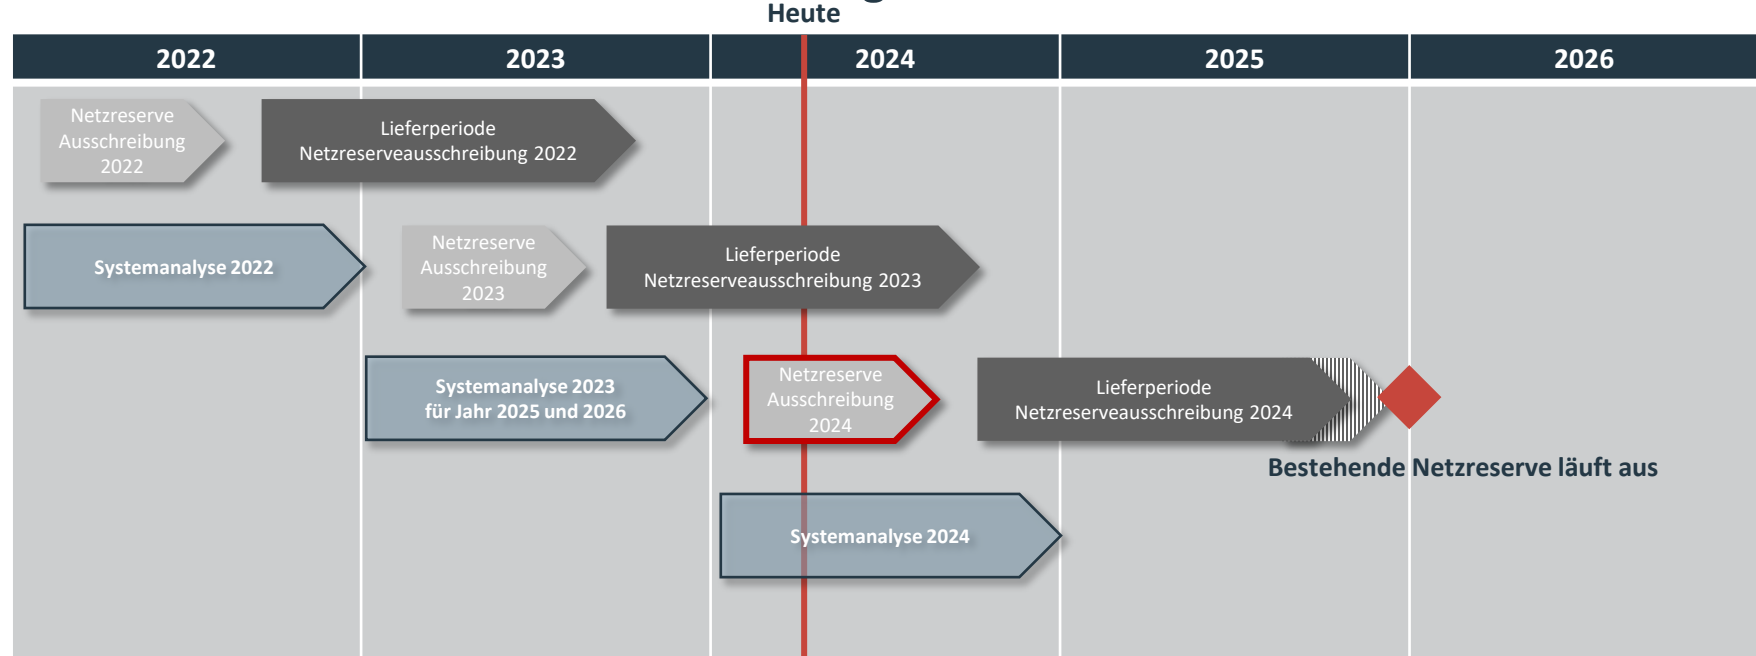 Heute
2022
2023
2024
2025
2026
Netzreserve
Ausschreibung
2022
Lieferperiode
Netzreserveausschreibung 2022
Systemanalyse 2022
Netzreserve
Ausschreibung
2023
Lieferperiode
Netzreserveausschreibung 2023
Systemanalyse 2023
für Jahr 2025 und 2026
Netzreserve
Ausschreibung
2024
Lieferperiode
Netzreserveausschreibung 2024
Bestehende Netzreserve läuft aus
Systemanalyse 2024